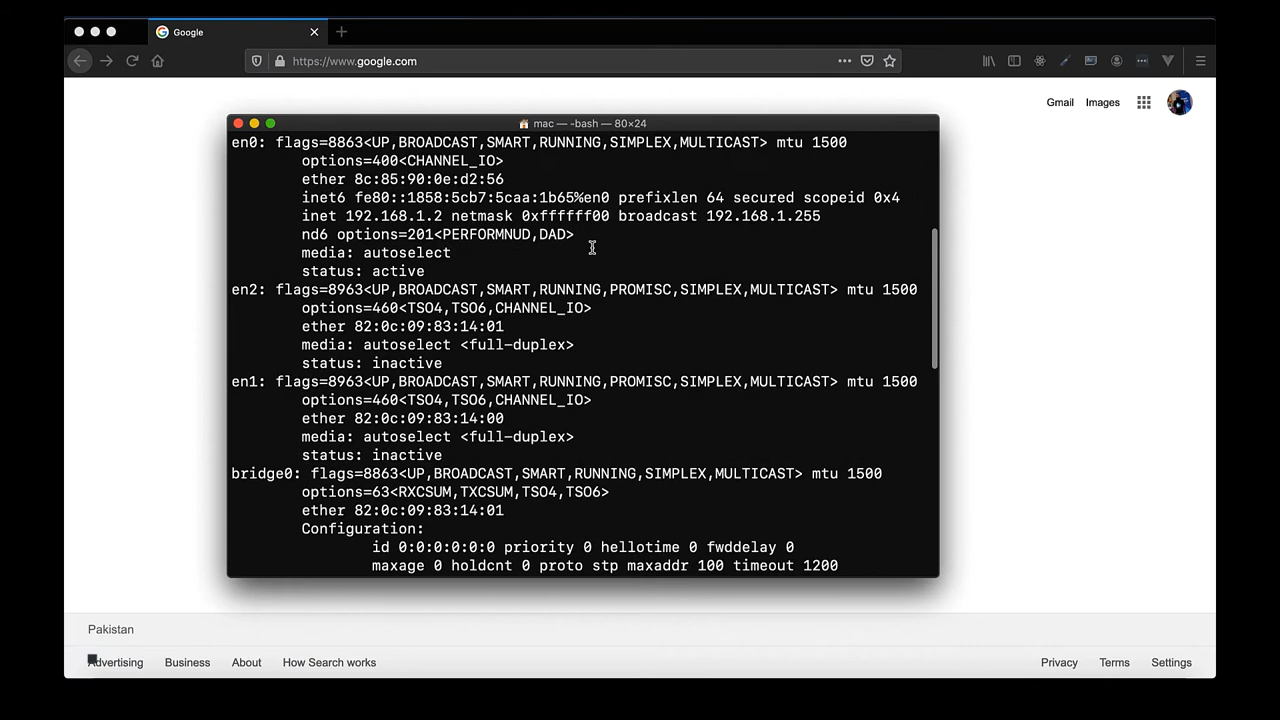 Google
https://www.google.com
Gmail Images
mac — -bash — 80×24
en0: flags=8863<UP,BROADCAST,SMART,RUNNING,SIMPLEX,MULTICAST> mtu 1500
options=400<CHANNEL_IO>
ether 8c:85:90:0e:d2:56
inet6 fe80::1858:5cb7:5caa:1b65%en0 prefixlen 64 secured scopeid 0x4
inet 192.168.1.2 netmask 0xffffff00 broadcast 192.168.1.255
nd6 options=201<PERFORMNUD,DAD>
media: autoselect
status: active
en2: flags=8963<UP,BROADCAST,SMART,RUNNING,PROMISC,SIMPLEX,MULTICAST> mtu 1500
options=460<TSO4,TSO6,CHANNEL_IO>
ether 82:0c:09:83:14:01
media: autoselect <full-duplex>
status: inactive
en1: flags=8963<UP,BROADCAST,SMART,RUNNING,PROMISC,SIMPLEX,MULTICAST> mtu 1500
options=460<TSO4,TSO6,CHANNEL_IO>
ether 82:0c:09:83:14:00
media: autoselect <full-duplex>
status: inactive
bridge0: flags=8863<UP,BROADCAST,SMART,RUNNING,SIMPLEX,MULTICAST> mtu 1500
options=63<RXCSUM,TXCSUM,TSO4,TSO6>
ether 82:0c:09:83:14:01
Configuration:
id 0:0:0:0:0:0 priority 0 hellotime 0 fwddelay 0
maxage 0 holdcnt 0 proto stp maxaddr 100 timeout 1200
Pakistan
Advertising Business About How Search works Privacy Terms Settings